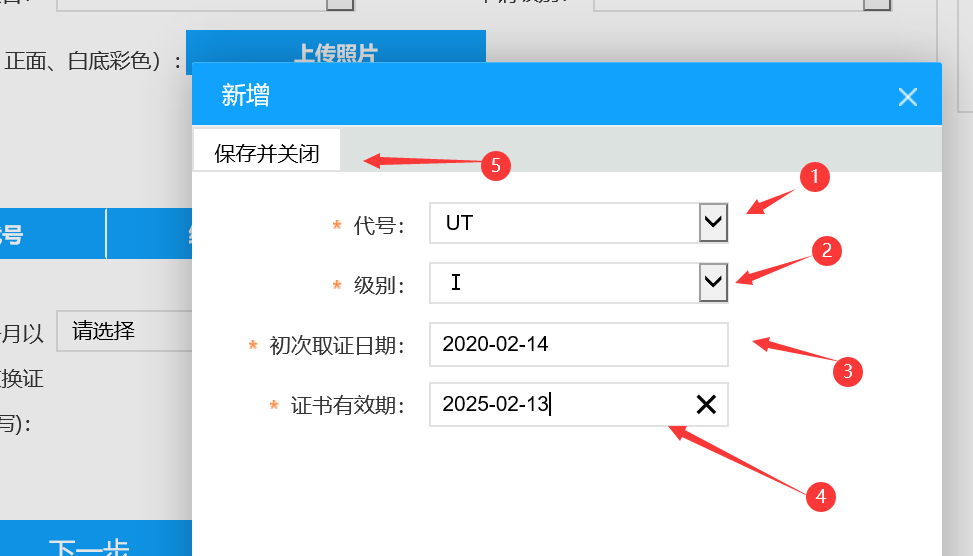 正面、白底彩色）:
上传照片
新增
保存并关闭
5
1
* 代号:
UT
2
* 级别:
I
* 初次取证日期:
2020-02-14
3
* 证书有效期:
2025-02-13
4
号
月以
请选择
换证
写):
下一步